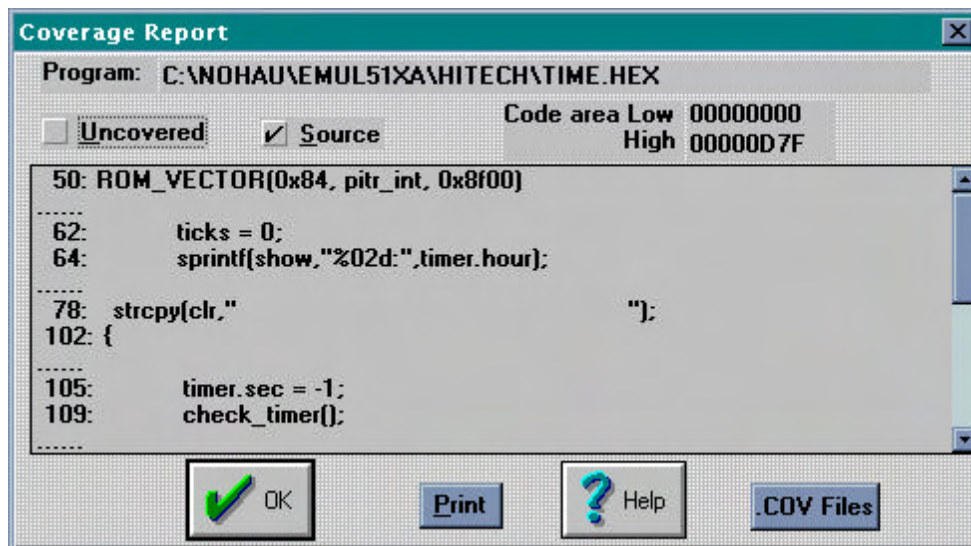 Coverage Report
Program: C:\NOHAU\EMUL51XA\HITECH\TIME.HEX
Uncovered Source Code area Low 00000000
High 00000D7F
50: ROM_VECTOR(0x84, pitr_int, 0x8f00)
......
62: ticks = 0;
64: sprintf(show,"%02d:",timer.hour);
......
78: strcpy(clr," ");
102: {
......
105: timer.sec = -1;
109: check_timer();
......
OK Print Help .COV Files